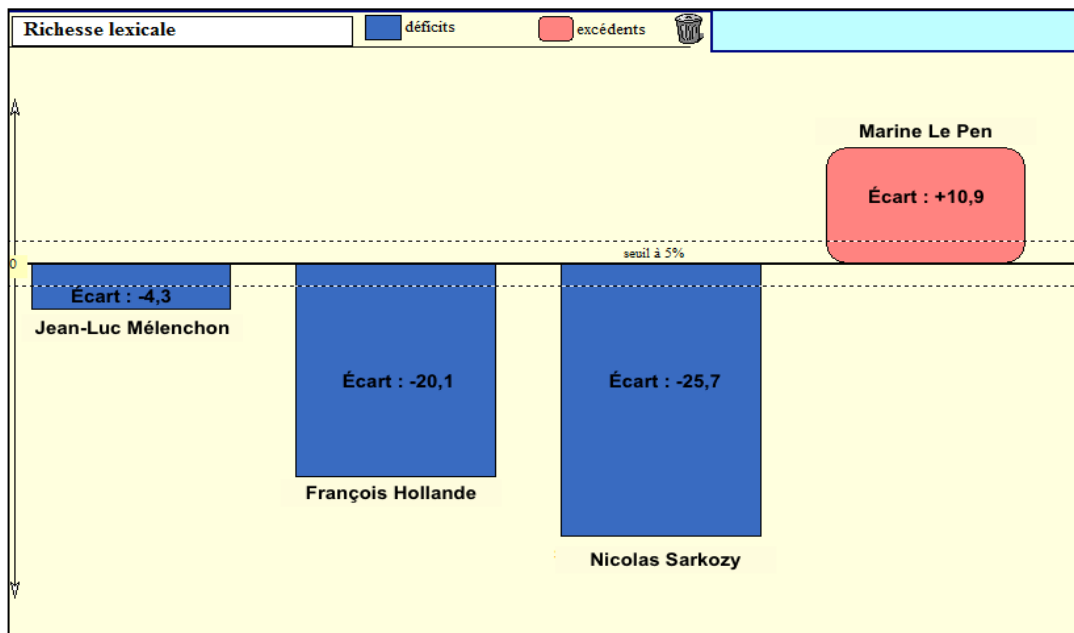 Richesse lexicale
déficits
excédents
Marine Le Pen
Écart : +10,9
seuil à 5%
0
Écart : -4,3
Jean-Luc Mélenchon
Écart : -20,1
Écart : -25,7
François Hollande
Nicolas Sarkozy